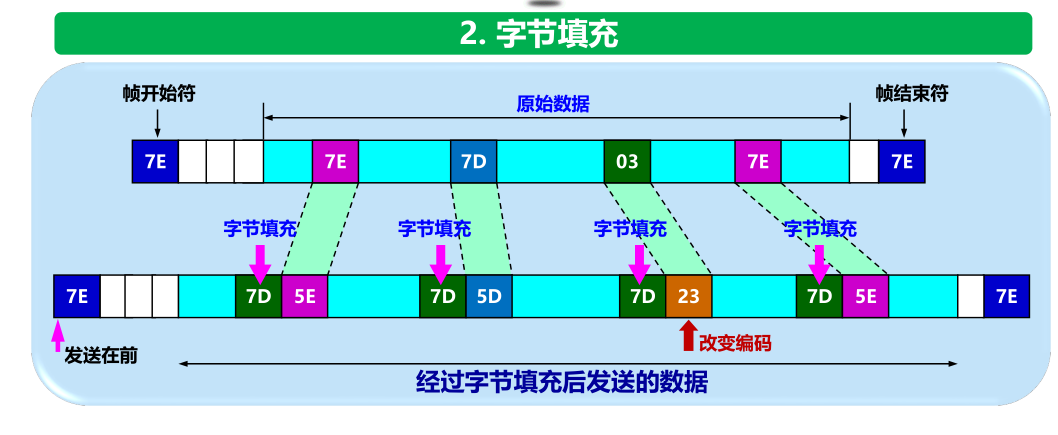 2. 字节填充
帧开始符 原始数据 帧结束符
7E 7E 7D 03 7E 7E
字节填充 字节填充 字节填充 字节填充
7E 7D 5E 7D 5D 7D 23 7D 5E 7E
发送在前 改变编码
经过字节填充后发送的数据